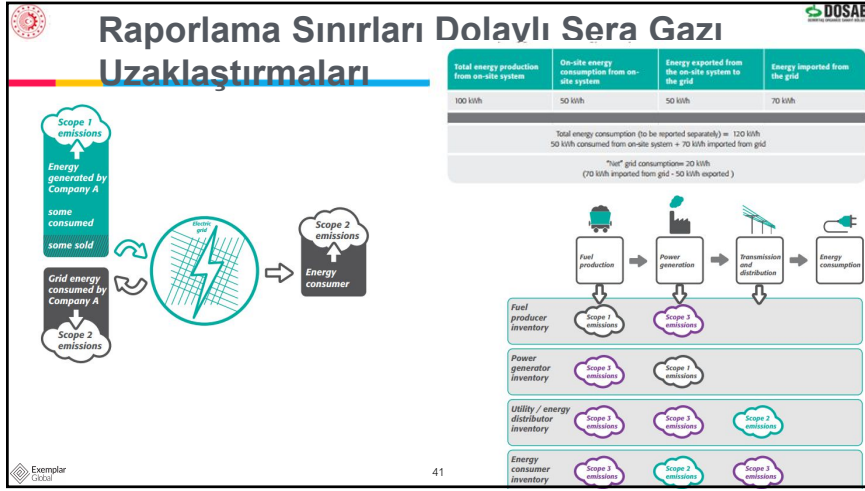 Raporlama Sınırları Dolaylı Sera Gazı
Uzaklaştırmaları
DOSAB
Total energy production
from on-site system
On-site energy
consumption from on-
site system
Energy exported from
the on-site system to
the grid
Energy imported from
the grid
100 kWh
50 kWh
50 kWh
70 kWh
Total energy consumption (to be reported separately) = 120 kWh
50 kWh consumed from on-site system + 70 kWh imported from grid
"Net" grid consumption= 20 kWh
(70 kWh imported from grid - 50 kWh exported )
Scope 1
emissions
Energy
generated by
Company A
some
consumed
some sold
Grid energy
consumed by
Company A
Scope 2
emissions
Electric
grid
Scope 2
emissions
Energy
consumer
Fuel
production
Power
generation
Transmission
and
distribution
Energy
consumption
Fuel
producer
inventory
Scope 1
emissions
Scope 3
emissions
Power
generator
inventory
Scope 3
emissions
Scope 1
emissions
Utility / energy
distributor
inventory
Scope 3
emissions
Scope 3
emissions
Scope 2
emissions
Energy
consumer
inventory
Scope 3
emissions
Scope 2
emissions
Scope 3
emissions
Exemplar
Global
41